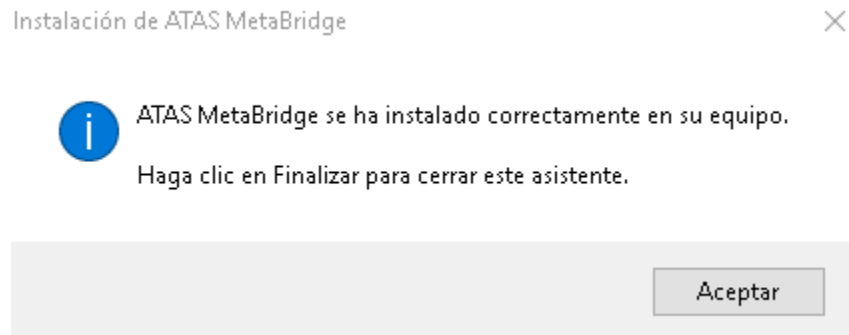 Instalación de ATAS MetaBridge
ATAS MetaBridge se ha instalado correctamente en su equipo.
Haga clic en Finalizar para cerrar este asistente.
Aceptar